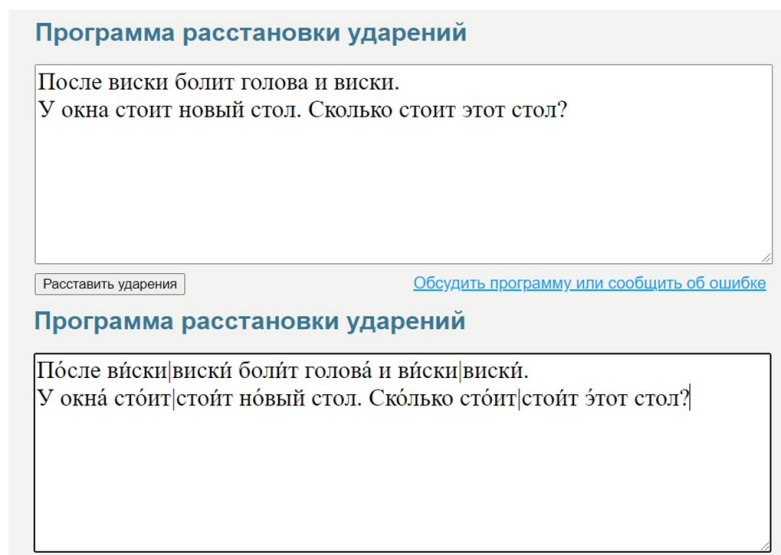 Программа расстановки ударений
После виски болит голова и виски.
У окна стоит новый стол. Сколько стоит этот стол?
Расставить ударения Обсудить программу или сообщить об ошибке
Программа расстановки ударений
По́сле ви́ски|виски́ боли́т голова́ и ви́ски|виски́.
У окна́ сто́ит|стои́т но́вый стол. Ско́лько сто́ит|стои́т э́тот стол?